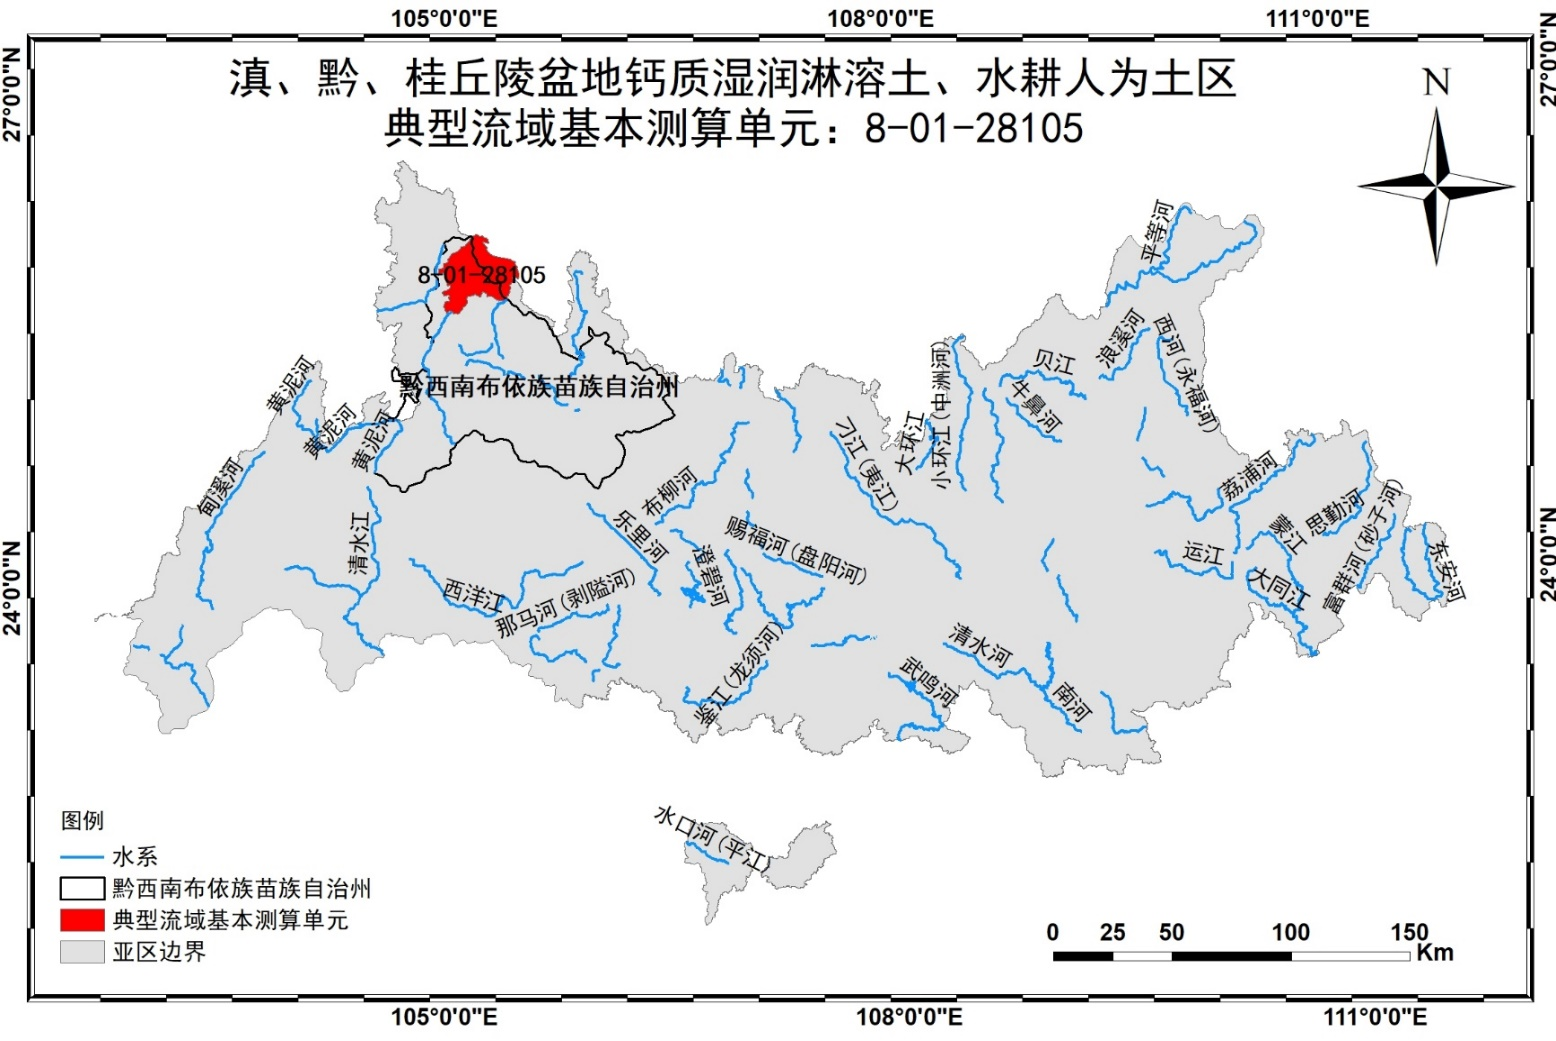 105°0'0"E
108°0'0"E
111°0'0"E
27°0'0"N
27°0'0"N
滇、黔、桂丘陵盆地钙质湿润淋溶土、水耕人为土区
典型流域基本测算单元：8-01-28105
N
平等河
8-01-28105
浪溪河
西河(永福河)
贝江
牛鼻河
小环江(中洲河)
大环江
黔西南布依族苗族自治州
黄泥河
黄泥河
黄泥河
刁江(夷江)
甸溪河
布柳河
荔浦河
思勤河
富群河(砂子河)
蒙江
清水江
乐里河
赐福河(盘阳河)
澄碧河
运江
大同江
东安河
24°0'0"N
24°0'0"N
西洋江
那马河(剥隘河)
鉴江(龙须河)
清水河
武鸣河
南河
水口河(平江)
图例
水系
黔西南布依族苗族自治州
典型流域基本测算单元
亚区边界
0 25 50 100 150
Km
105°0'0"E
108°0'0"E
111°0'0"E